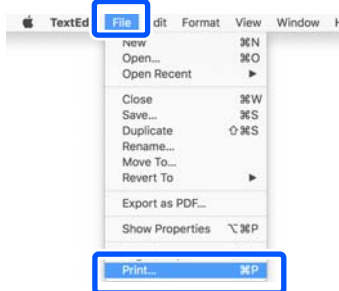 TextEd File dit Format View Window H
New ⌘N
Open... ⌘O
Open Recent ▶
Close ⌘W
Save... ⌘S
Duplicate ⇧⌘S
Rename...
Move To...
Revert To ▶
Export as PDF...
Show Properties ⌥⌘P
Print... ⌘P